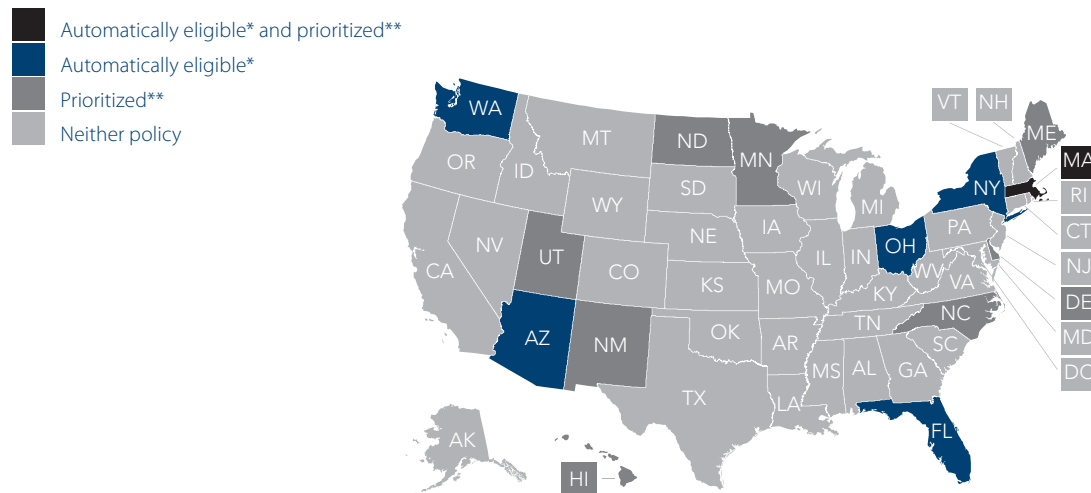 Automatically eligible* and prioritized**
Automatically eligible*
Prioritized**
Neither policy
VT NH
WA
MT
ND
MN
ME
MA
OR
ID
SD
WI
MI
NY
RI
WY
IA
PA
CT
NV
UT
NE
IL
IN
OH
NJ
CA
CO
KS
MO
KY
WV
VA
DE
AZ
NM
OK
AR
TN
NC
SC
MD
TX
LA
MS
AL
GA
DC
AK
HI
FL